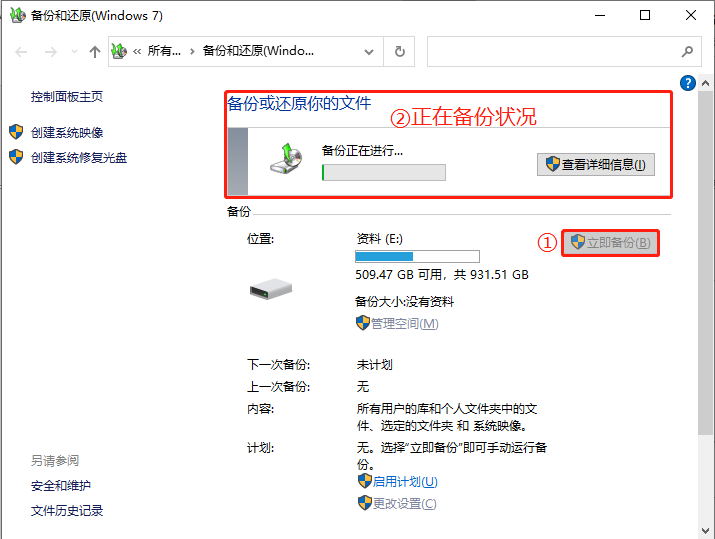 备份和还原(Windows 7)
« 所有... › 备份和还原(Windo...
控制面板主页
创建系统映像
创建系统修复光盘
备份或还原你的文件
②正在备份状况
备份正在进行...
查看详细信息(I)
备份
位置:
资料 (E:)
①
立即备份(B)
509.47 GB 可用，共 931.51 GB
备份大小:没有资料
管理空间(M)
下一次备份:
未计划
上一次备份:
无
内容:
所有用户的库和个人文件夹中的文
件、选定的文件夹 和 系统映像。
计划:
无。选择"立即备份"即可手动运行备
份。
启用计划(U)
更改设置(C)
另请参阅
安全和维护
文件历史记录